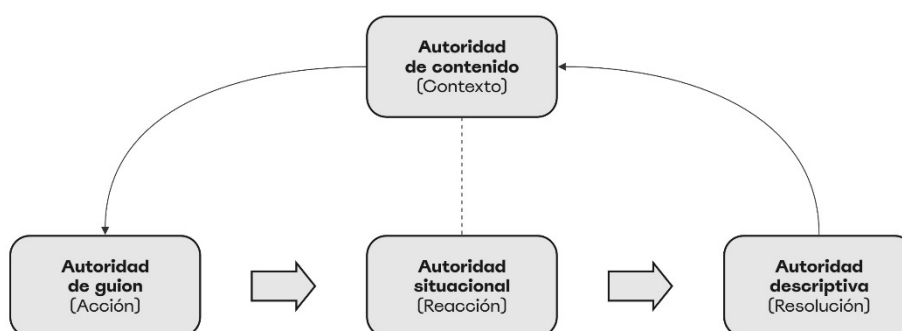 Autoridad
de contenido
(Contexto)
Autoridad
de guion
(Acción)
Autoridad
situacional
(Reacción)
Autoridad
descriptiva
(Resolución)